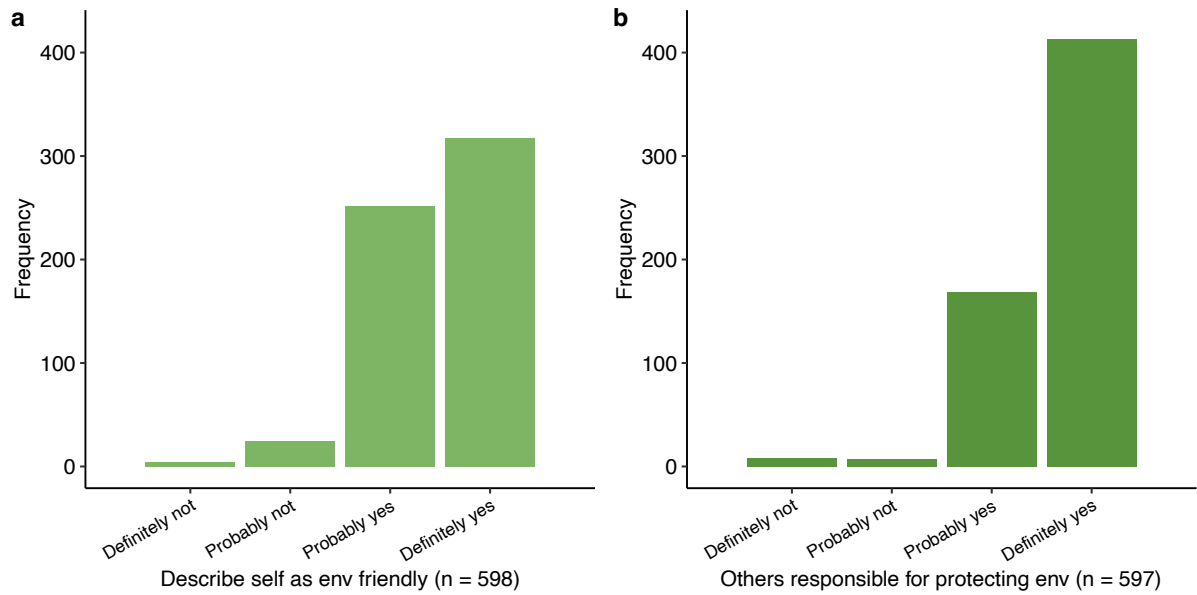 a
400
300
200
100
0
Frequency
Definitely not
Probably not
Probably yes
Definitely yes
Describe self as env friendly (n = 598)
b
400
300
200
100
0
Frequency
Definitely not
Probably not
Probably yes
Definitely yes
Others responsible for protecting env (n = 597)